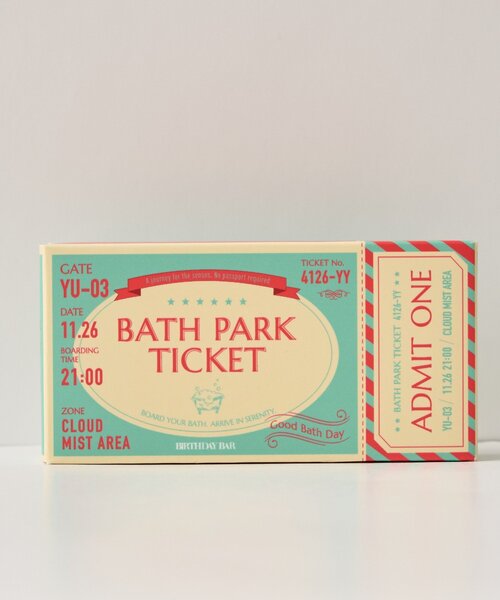 GATE
YU-03
DATE
11.26
BOARDING
TIME
21:00
ZONE
CLOUD
MIST AREA
A journey for the senses. No passport required.
TICKET No.
4126-YY
BATH PARK
TICKET
BOARD YOUR BATH. ARRIVE IN SERENITY.
Good Bath Day
BIRTHDAY BAR
BATH PARK TICKET 4126-YY
ADMIT ONE
YU-03 / 11.26 21:00 / CLOUD MIST AREA